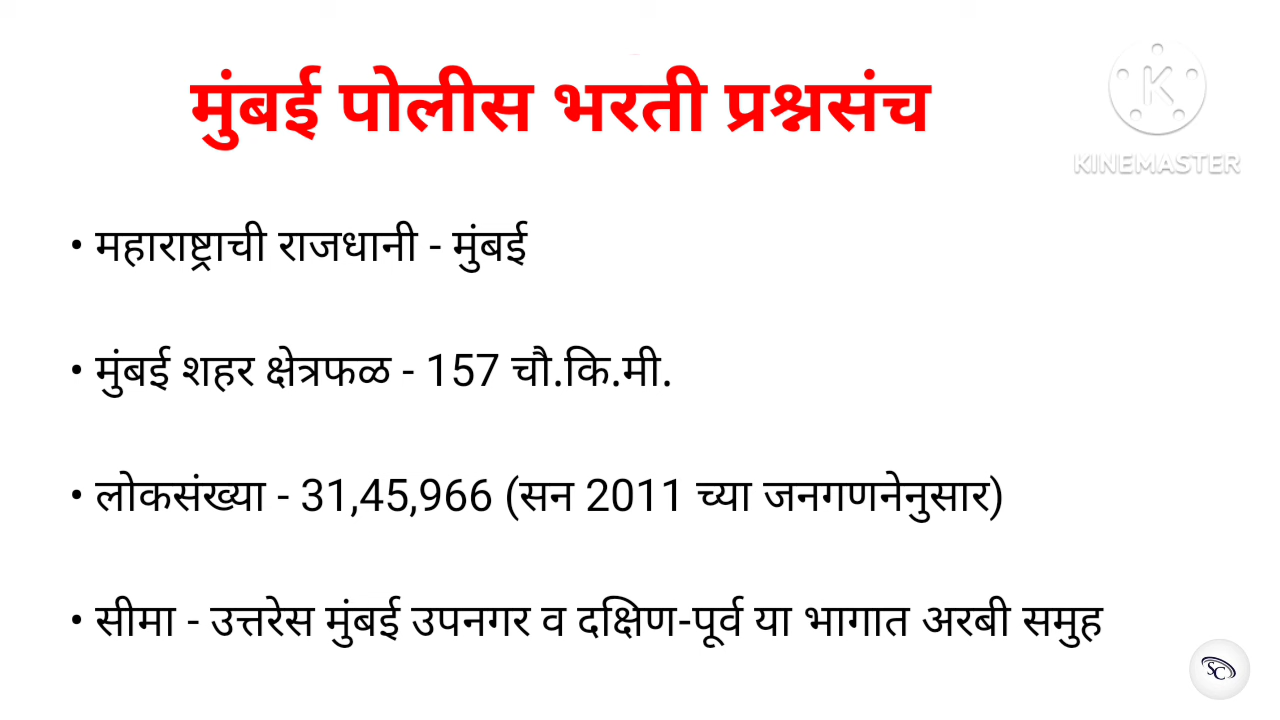 मुंबई पोलीस भरती प्रश्नसंच
KINEMASTER
• महाराष्ट्राची राजधानी - मुंबई
• मुंबई शहर क्षेत्रफळ - 157 चौ.कि.मी.
• लोकसंख्या - 31,45,966 (सन 2011 च्या जनगणनेनुसार)
• सीमा - उत्तरेस मुंबई उपनगर व दक्षिण-पूर्व या भागात अरबी समुह
SC